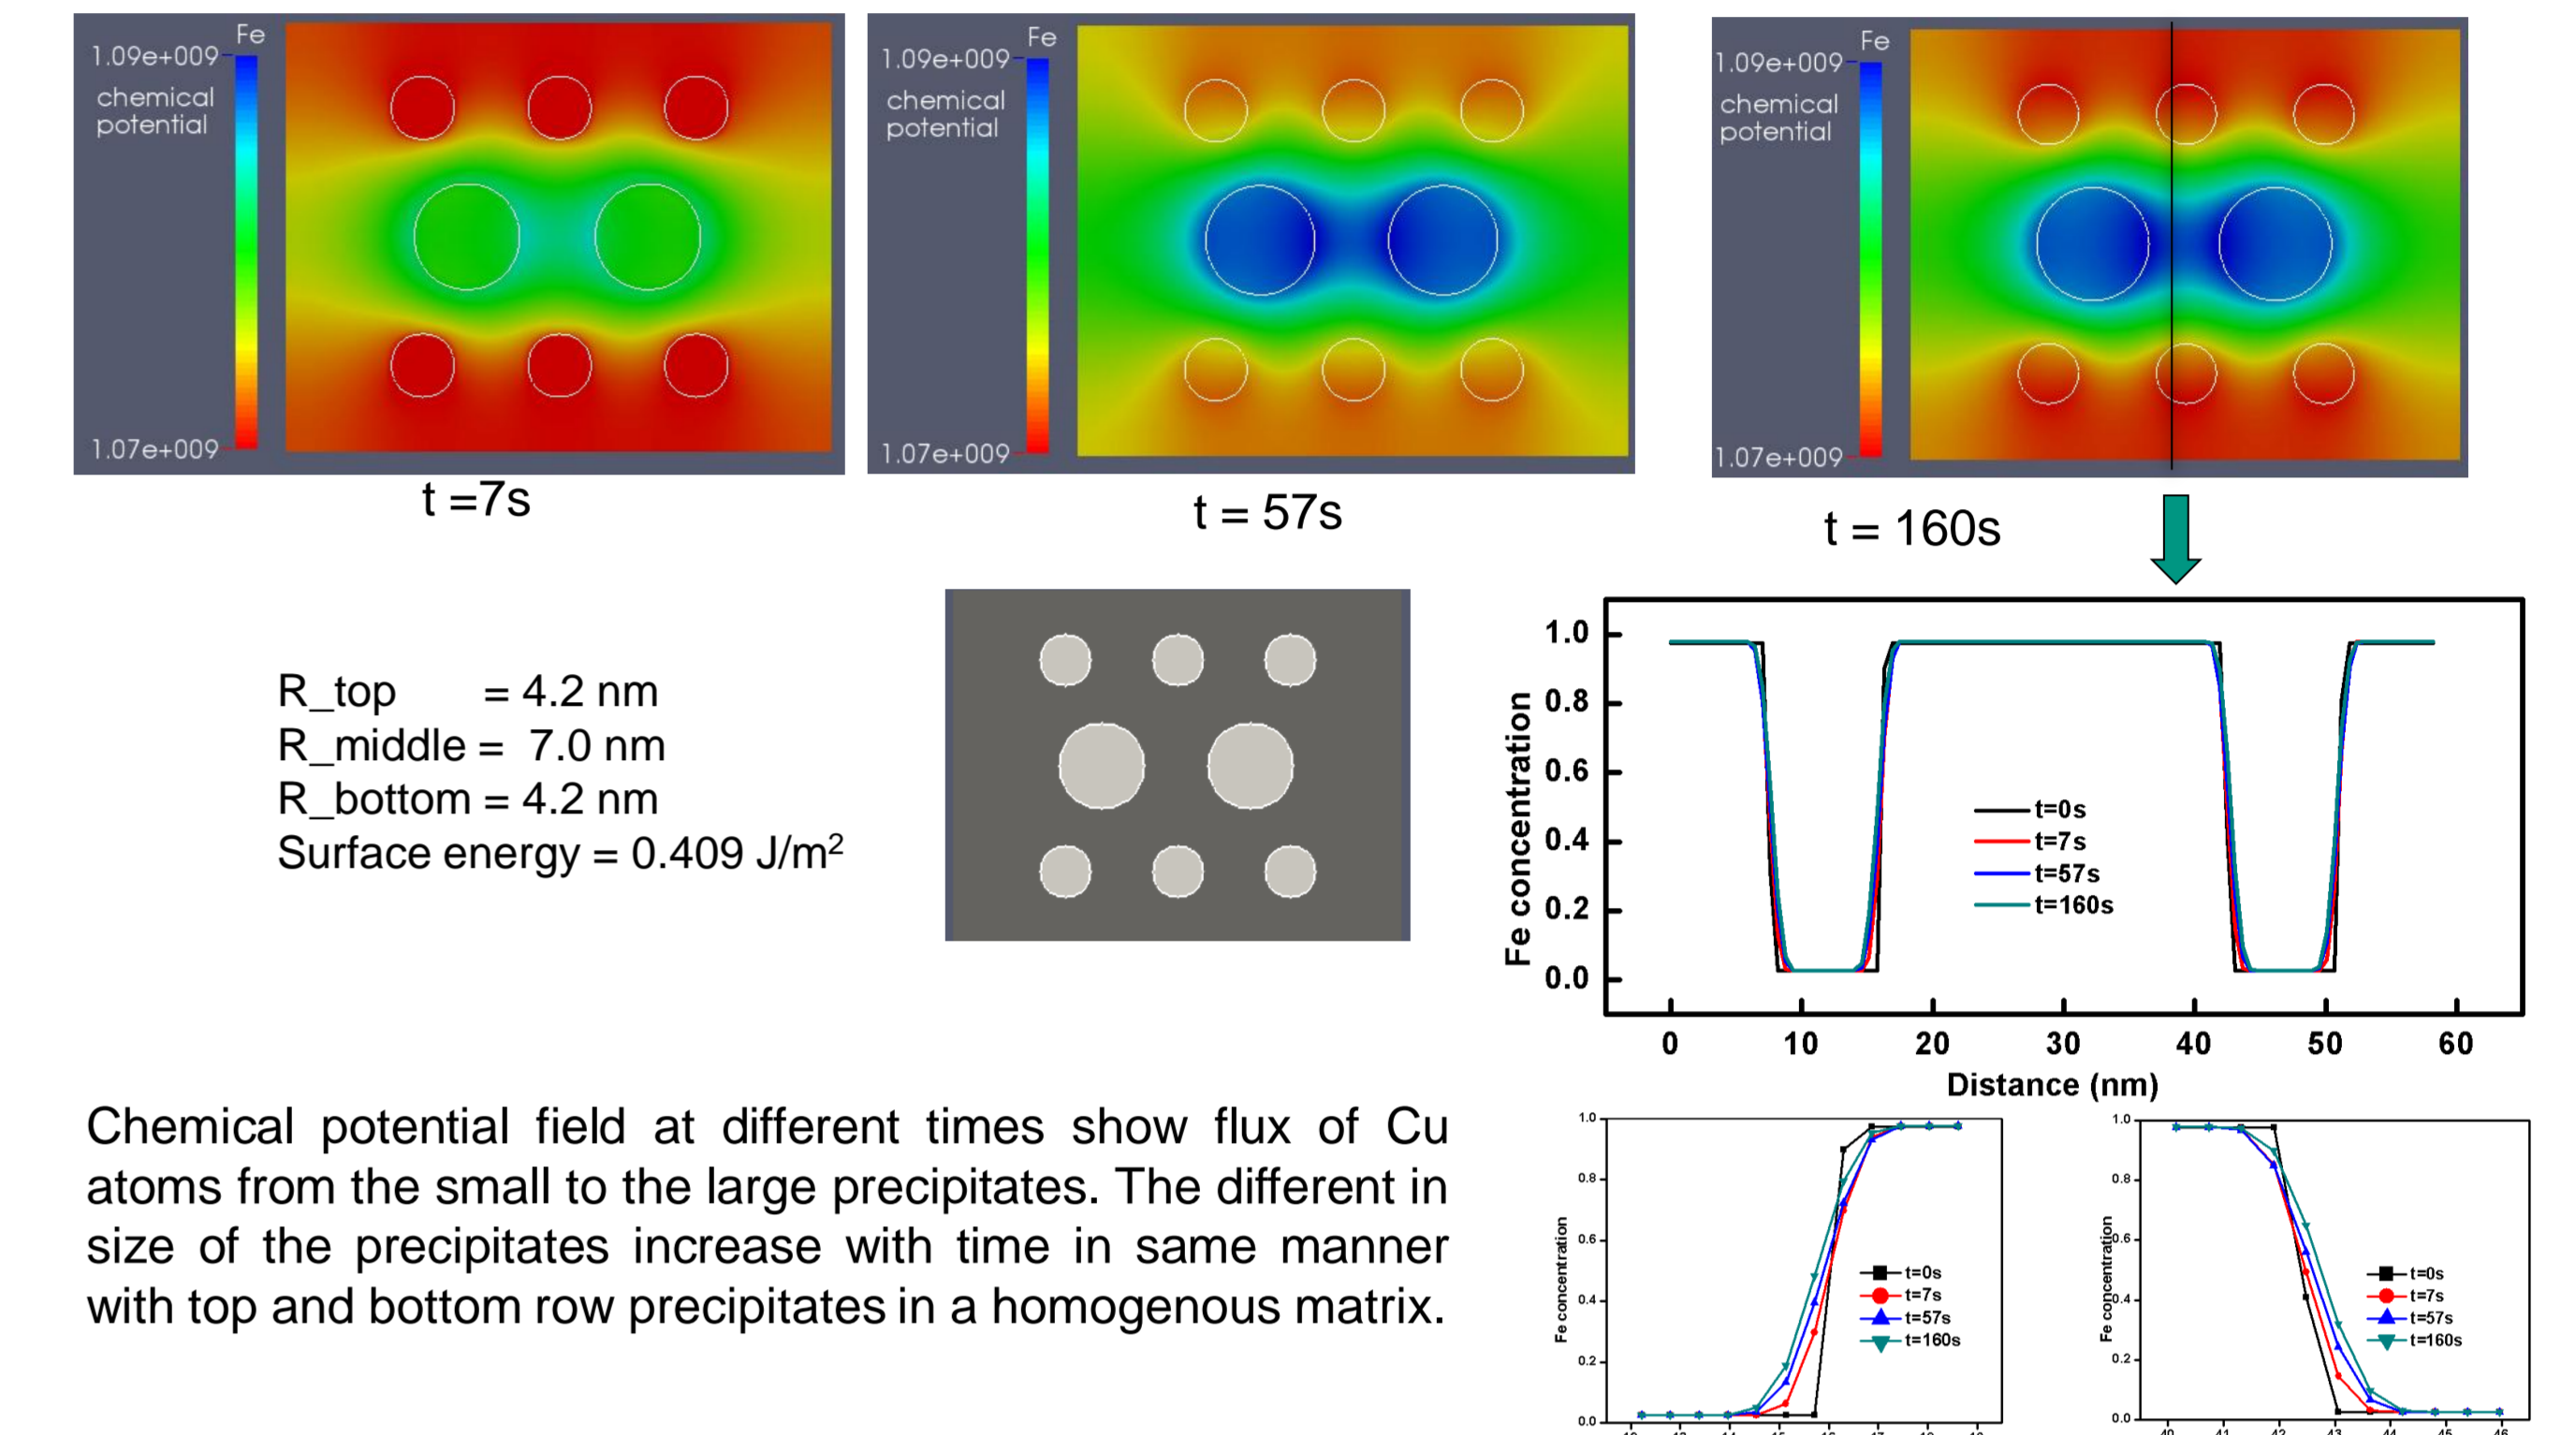 Fe
1.09e+009
chemical
potential
1.07e+009
t =7s
Fe
1.09e+009
chemical
potential
1.07e+009
t = 57s
Fe
1.09e+009
chemical
potential
1.07e+009
t = 160s
R_top = 4.2 nm
R_middle = 7.0 nm
R_bottom = 4.2 nm
Surface energy = 0.409 J/m²
Chemical potential field at different times show flux of Cu
atoms from the small to the large precipitates. The different in
size of the precipitates increase with time in same manner
with top and bottom row precipitates in a homogenous matrix.
Fe concentration
1.0
0.8
0.6
0.4
0.2
0.0
t=0s
t=7s
t=57s
t=160s
0 10 20 30 40 50 60
Distance (nm)
Fe concentration
1.0
0.8
0.6
0.4
0.2
0.0
t=0s
t=7s
t=57s
t=160s
Fe concentration
1.0
0.8
0.6
0.4
0.2
0.0
t=0s
t=7s
t=57s
t=160s